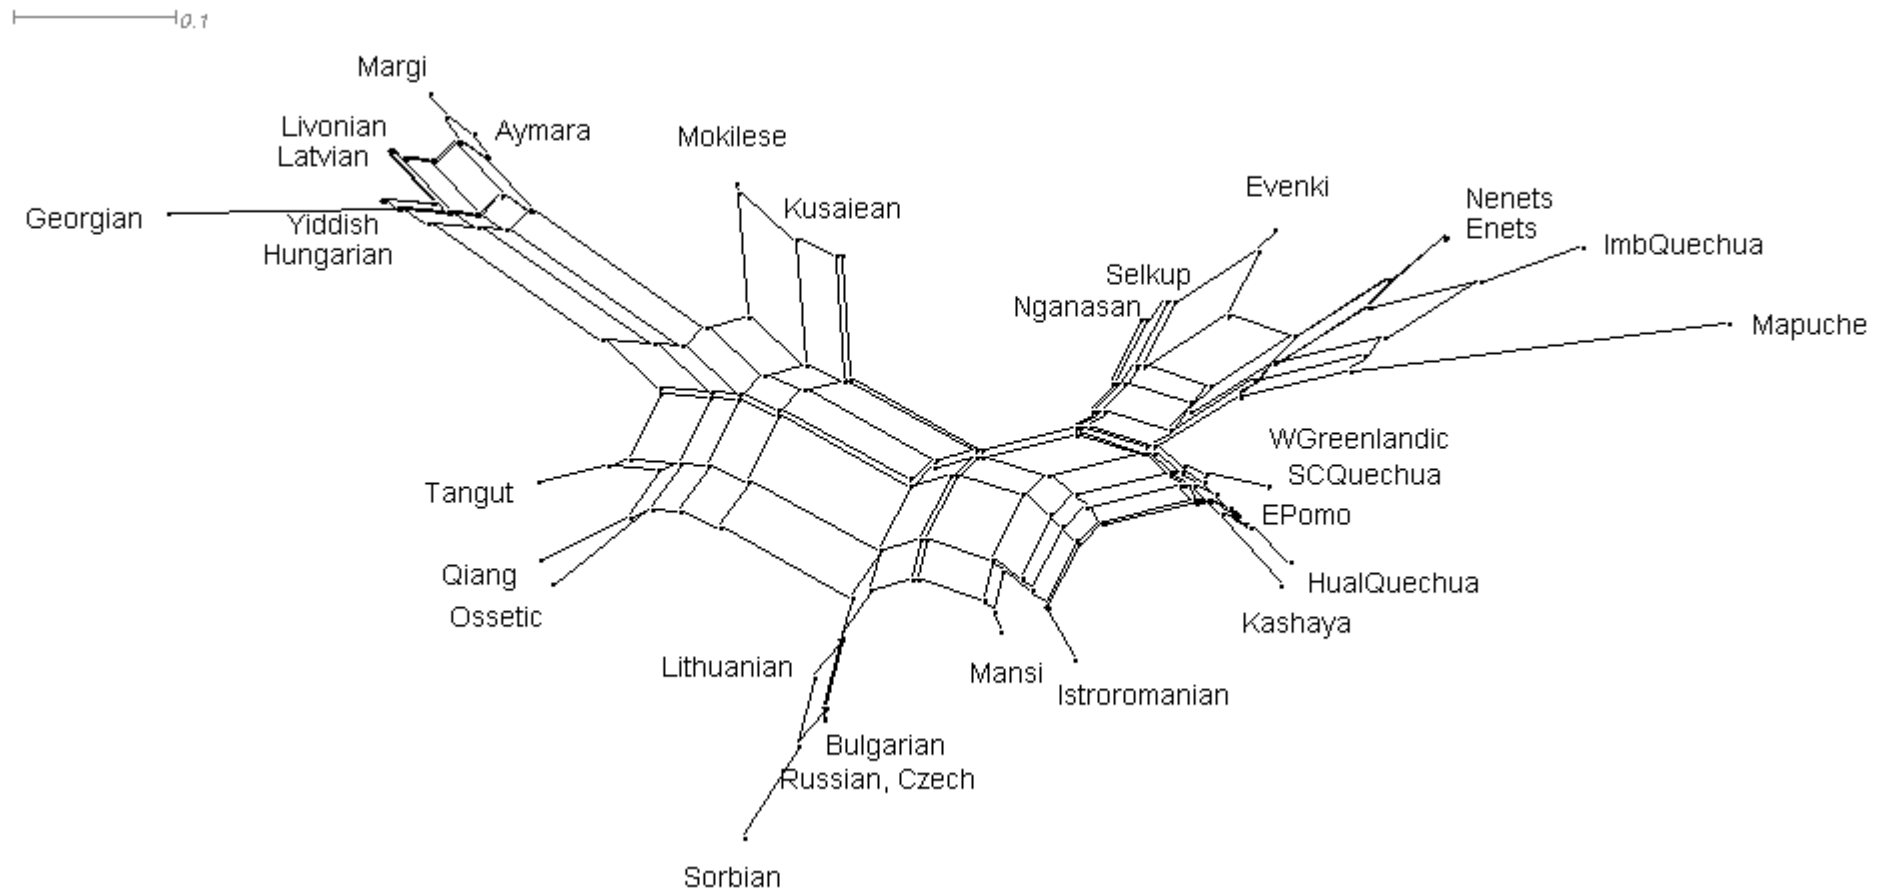 0.1
Margi
Livonian
Latvian
Aymara
Mokilese
Georgian
Yiddish
Hungarian
Kusaiean
Evenki
Nenets
Enets
ImbQuechua
Selkup
Nganasan
Mapuche
WGreenlandic
SCQuechua
EPomo
Tangut
Qiang
Ossetic
HualQuechua
Kashaya
Lithuanian
Mansi
Istroromanian
Bulgarian
Russian, Czech
Sorbian